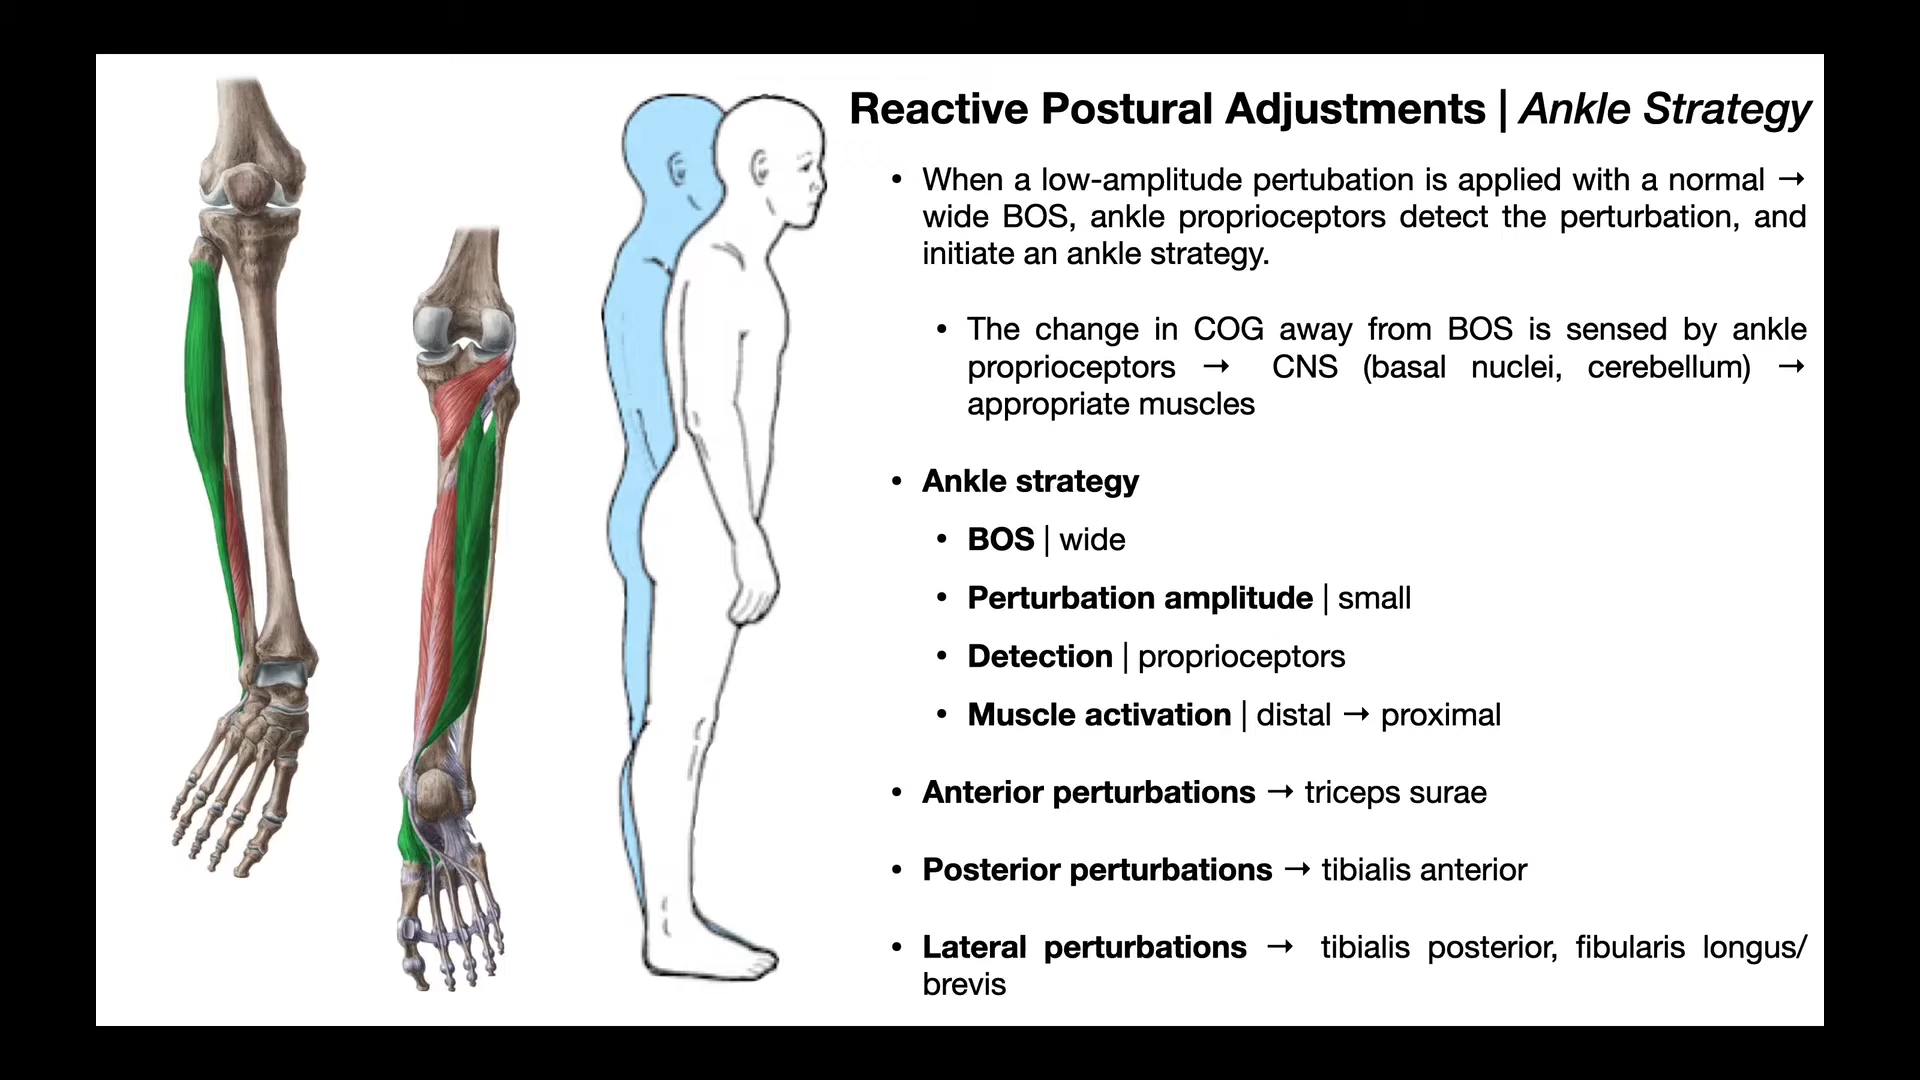 Reactive Postural Adjustments | Ankle Strategy
• When a low-amplitude pertubation is applied with a normal →
wide BOS, ankle proprioceptors detect the perturbation, and
initiate an ankle strategy.
• The change in COG away from BOS is sensed by ankle
proprioceptors → CNS (basal nuclei, cerebellum) →
appropriate muscles
• Ankle strategy
• BOS | wide
• Perturbation amplitude | small
• Detection | proprioceptors
• Muscle activation | distal → proximal
• Anterior perturbations → triceps surae
• Posterior perturbations → tibialis anterior
• Lateral perturbations → tibialis posterior, fibularis longus/
brevis